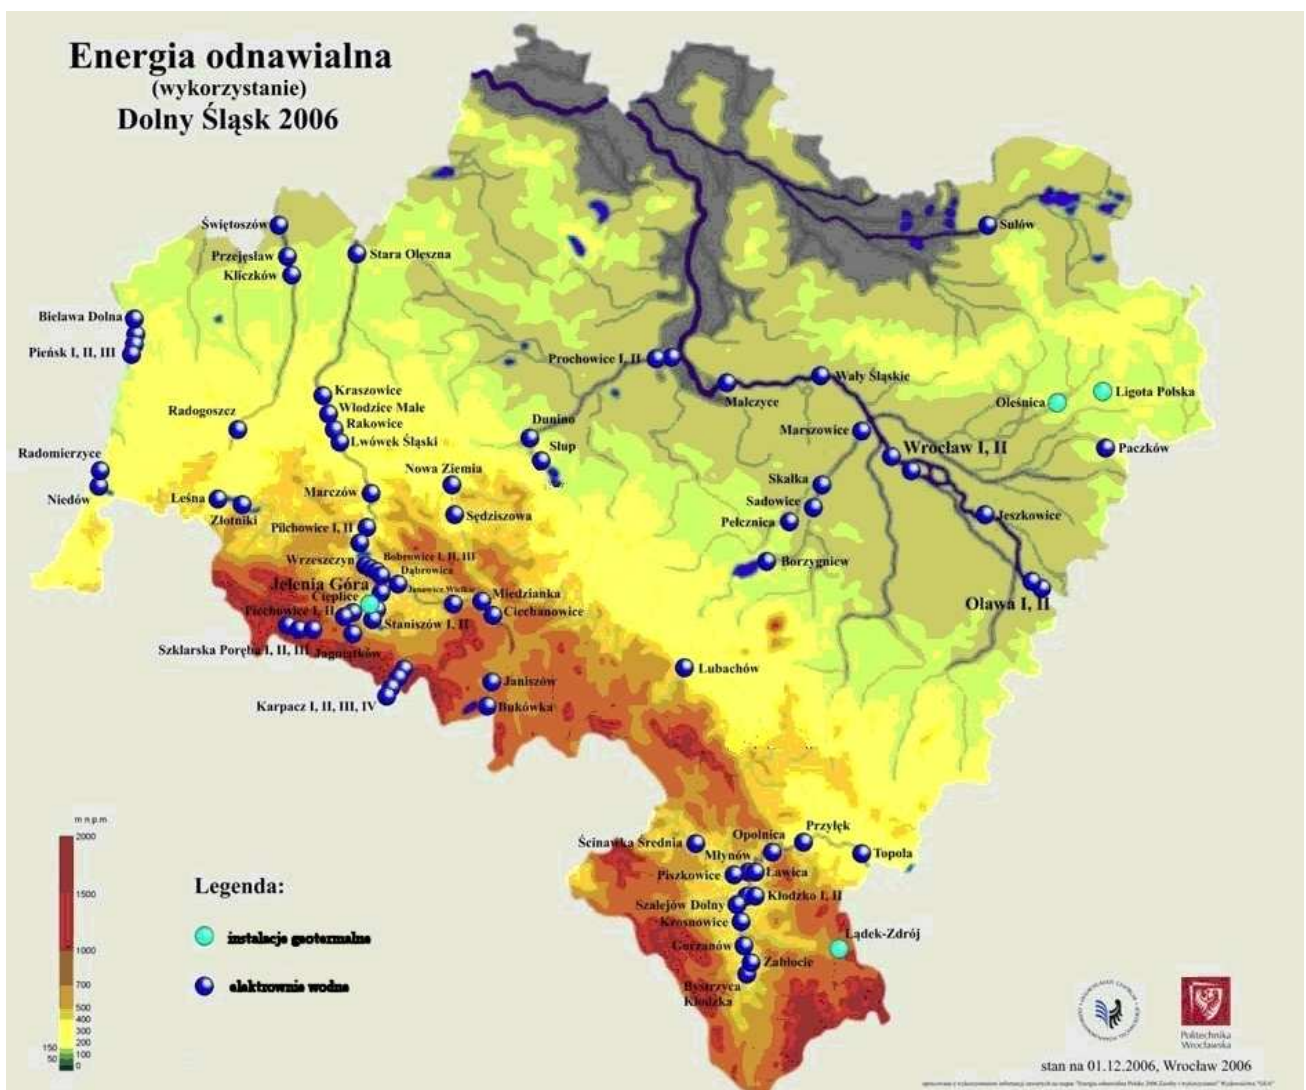 Energia odnawialna
(wykorzystanie)
Dolny Śląsk 2006
Świętoszów
Przejęsław
Kliczków
Stara Olęszna
Sułów
Bielawa Dolna
Pieńsk I, II, III
Prochowice I, II
Wały Śląskie
Malczyce
Ligota Polska
Oleśnica
Kraszowice
Włodzice Małe
Rakowice
Lwówek Śląski
Radogoszcz
Dunino
Słup
Marszowice
Wrocław I, II
Paczków
Radomierzyce
Niedów
Nowa Ziemia
Skałka
Sadowice
Pełcznica
Leśna
Złotniki
Marczów
Sędziszowa
Jeszkowice
Pilchowice I, II
Wrzeszczyn
Bobrowice I, II, III
Dąbrowica
Borzygniew
Jelenia Góra
Cieplice
Janowice Wielkie
Miedzianka
Ciechanowice
Oława I, II
Piechowice I, II
Staniszów I, II
Szklarska Poręba I, II, III
Jagniątków
Lubachów
Janiszów
Karpacz I, II, III, IV
Bukówka
m n.p.m.
2000
1500
1000
700
500
400
300
200
150
100
50
0
Przyłęk
Opolnica
Ścinawka Średnia
Młynów
Topola
Piszkowice
Ławica
Kłodzko I, II
Szalejów Dolny
Krosnowice
Lądek-Zdrój
Gorzanów
Zabłocie
Bystrzyca
Kłodzka
Legenda:
instalacje geotermalne
elektrownie wodne
Politechnika
Wrocławska
stan na 01.12.2006, Wrocław 2006